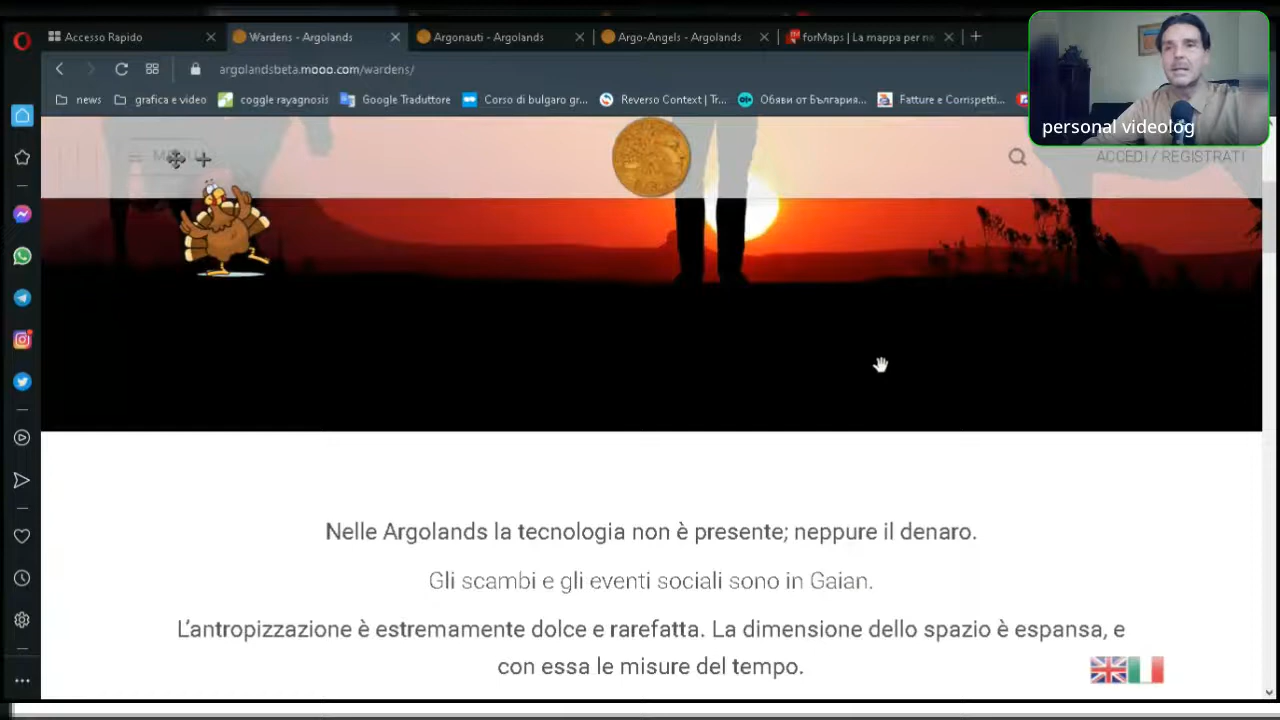 Accesso Rapido
Wardens - Argolands
Argonauti - Argolands
Argo-Angels - Argolands
forMaps | La mappa per n
argolandsbeta.mooo.com/wardens/
news
grafica e video
coggle rayagnosis
Google Traduttore
Corso di bulgaro gr...
Reverso Context | Tr...
Обяви от България...
Fatture e Corrispetti...
personal videolog
ACCEDI / REGISTRATI
Nelle Argolands la tecnologia non è presente; neppure il denaro.
Gli scambi e gli eventi sociali sono in Gaian.
L'antropizzazione è estremamente dolce e rarefatta. La dimensione dello spazio è espansa, e
con essa le misure del tempo.